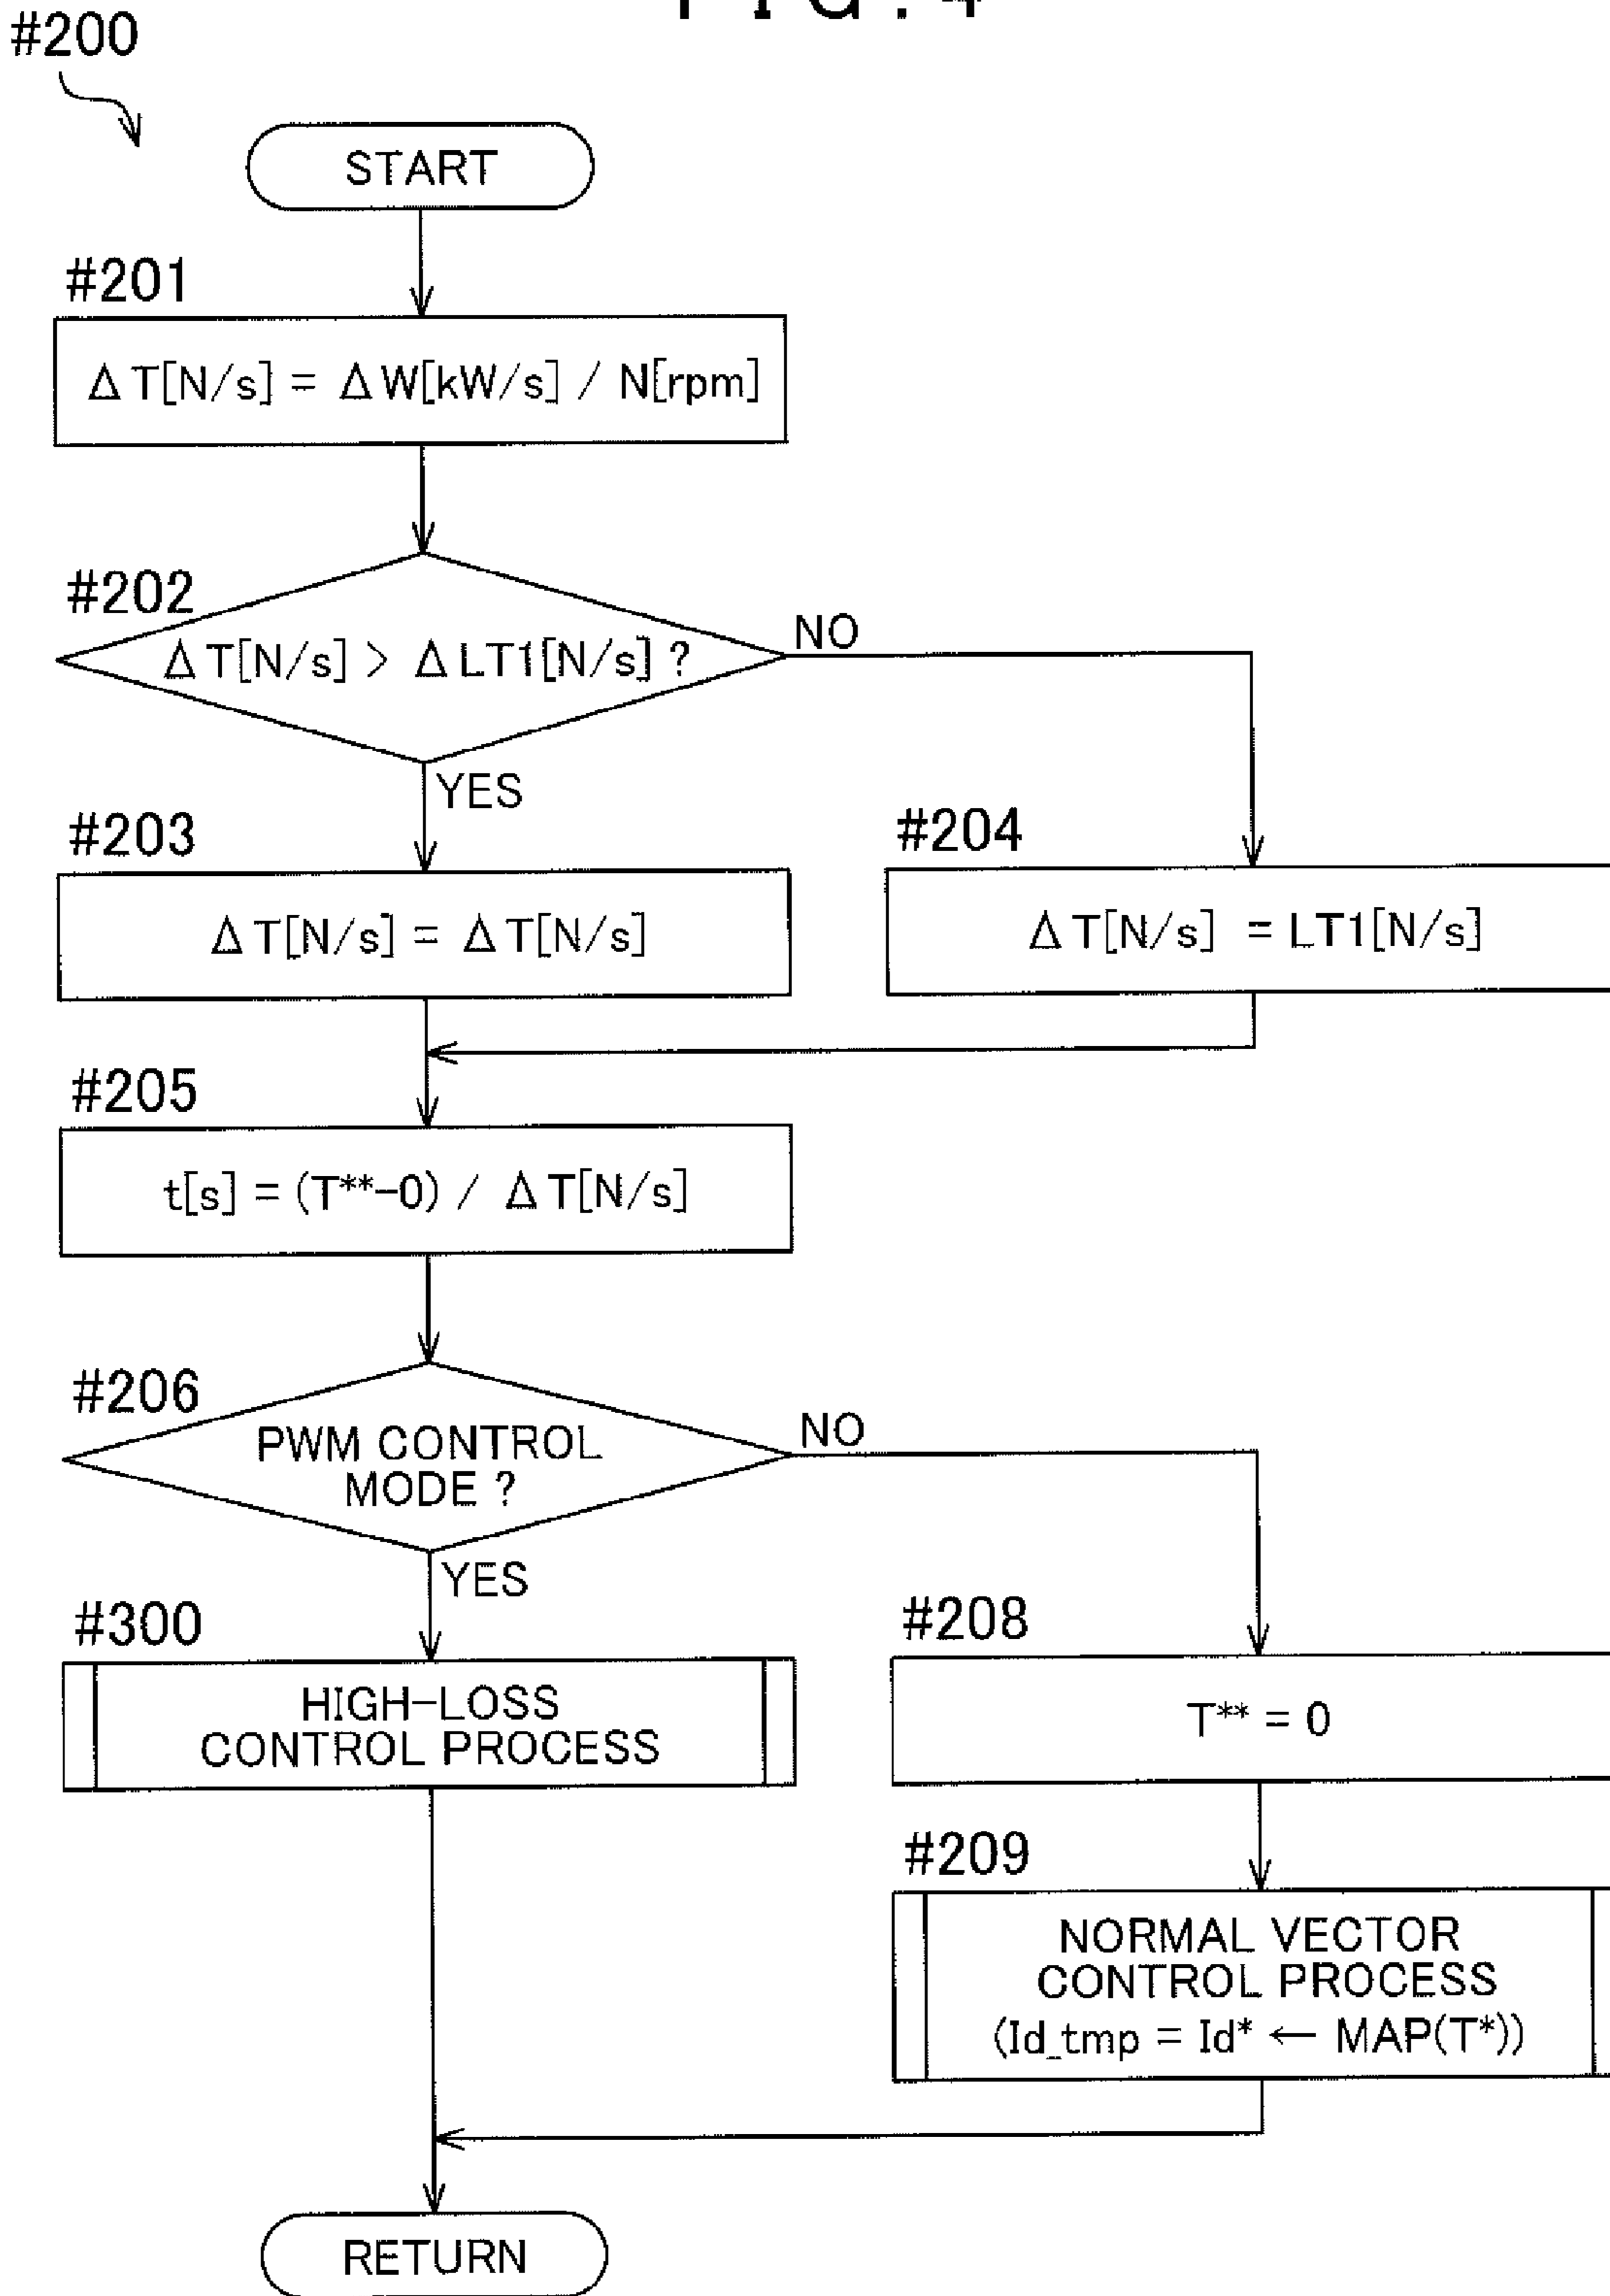 FIG.4
#200
START
#201
ΔT[N/s] = ΔW[kW/s] / N[rpm]
#202
ΔT[N/s] > ΔLT1[N/s] ?
NO
YES
#203
ΔT[N/s] = ΔT[N/s]
#204
ΔT[N/s] = LT1[N/s]
#205
t[s] = (T**-0) / ΔT[N/s]
#206
PWM CONTROL
MODE ?
NO
YES
#300
HIGH-LOSS
CONTROL PROCESS
#208
T** = 0
#209
NORMAL VECTOR
CONTROL PROCESS
(Id_tmp = Id* ← MAP(T*))
RETURN